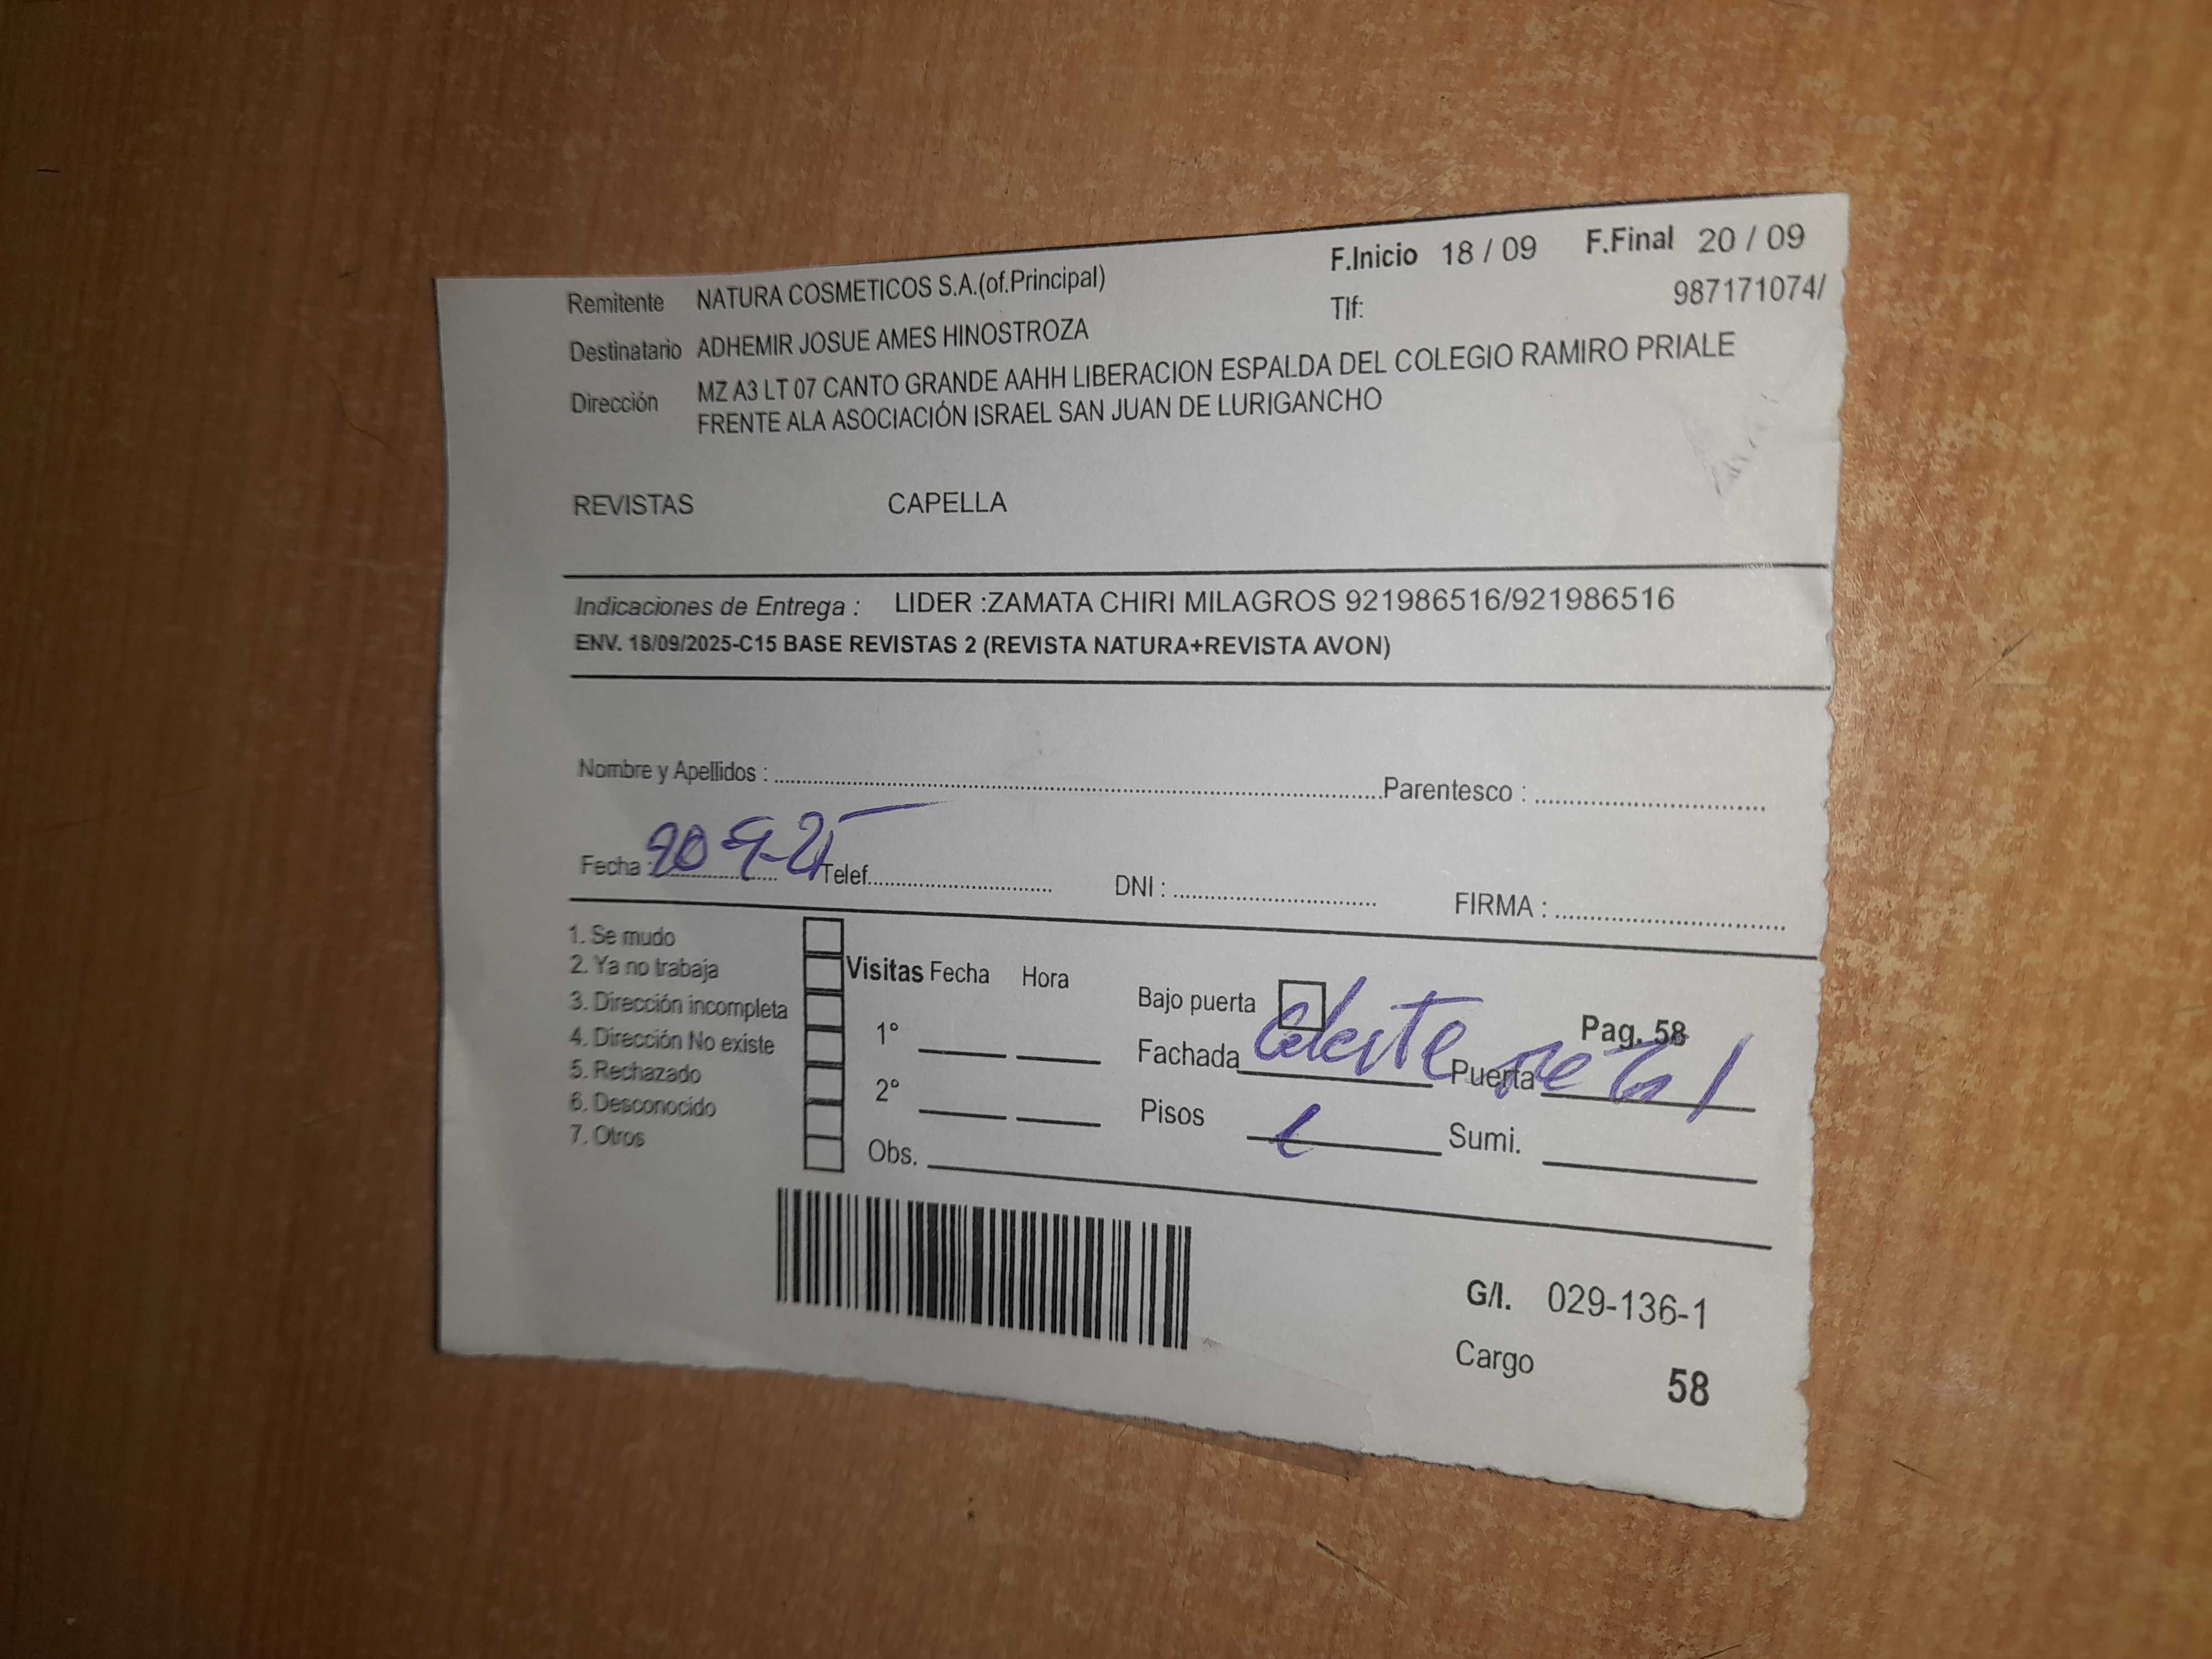 F.Inicio 18 / 09 F.Final 20 / 09
Remitente NATURA COSMETICOS S.A.(of.Principal) Tlf: 987171074/
Destinatario ADHEMIR JOSUE AMES HINOSTROZA
Dirección MZ A3 LT 07 CANTO GRANDE AAHH LIBERACION ESPALDA DEL COLEGIO RAMIRO PRIALE
FRENTE ALA ASOCIACIÓN ISRAEL SAN JUAN DE LURIGANCHO
REVISTAS CAPELLA
Indicaciones de Entrega : LIDER :ZAMATA CHIRI MILAGROS 921986516/921986516
ENV. 18/09/2025-C15 BASE REVISTAS 2 (REVISTA NATURA+REVISTA AVON)
Nombre y Apellidos : Parentesco :
Fecha : 20-9-25 Telef. DNI : FIRMA :
1. Se mudo
2. Ya no trabaja
3. Dirección incompleta
4. Dirección No existe
5. Rechazado
6. Desconocido
7. Otros
Visitas Fecha Hora
1°
2°
Obs.
Bajo puerta Pag. 58
Fachada Celeste Puerta metal
Pisos 1 Sumi.
G/I. 029-136-1
Cargo 58